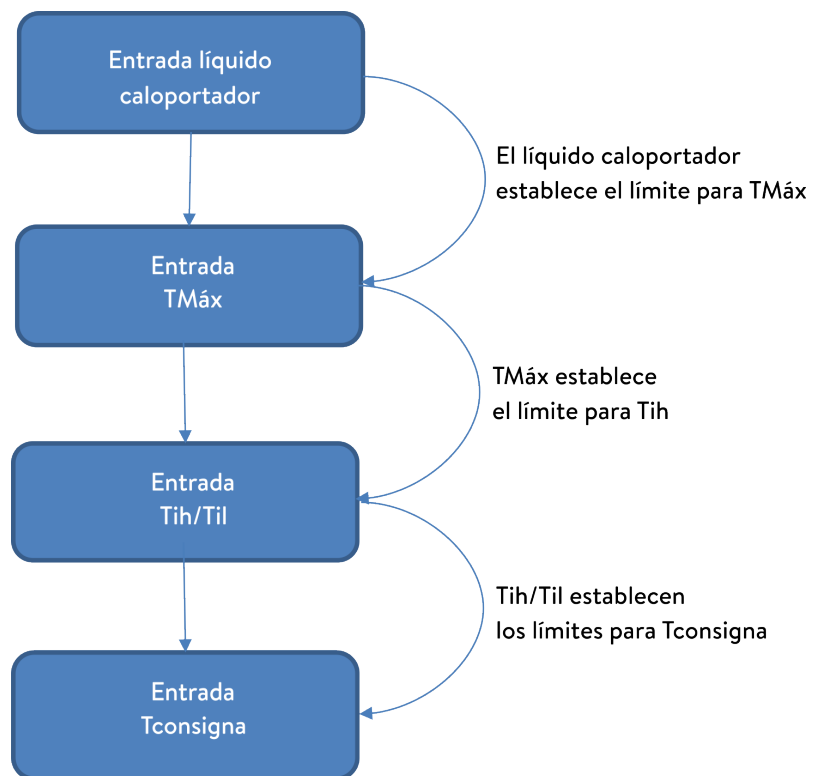 Entrada líquido
caloportador
El líquido caloportador
establece el límite para TMáx
Entrada
TMáx
TMáx establece
el límite para Tih
Entrada
Tih/Til
Tih/Til establecen
los límites para Tconsigna
Entrada
Tconsigna